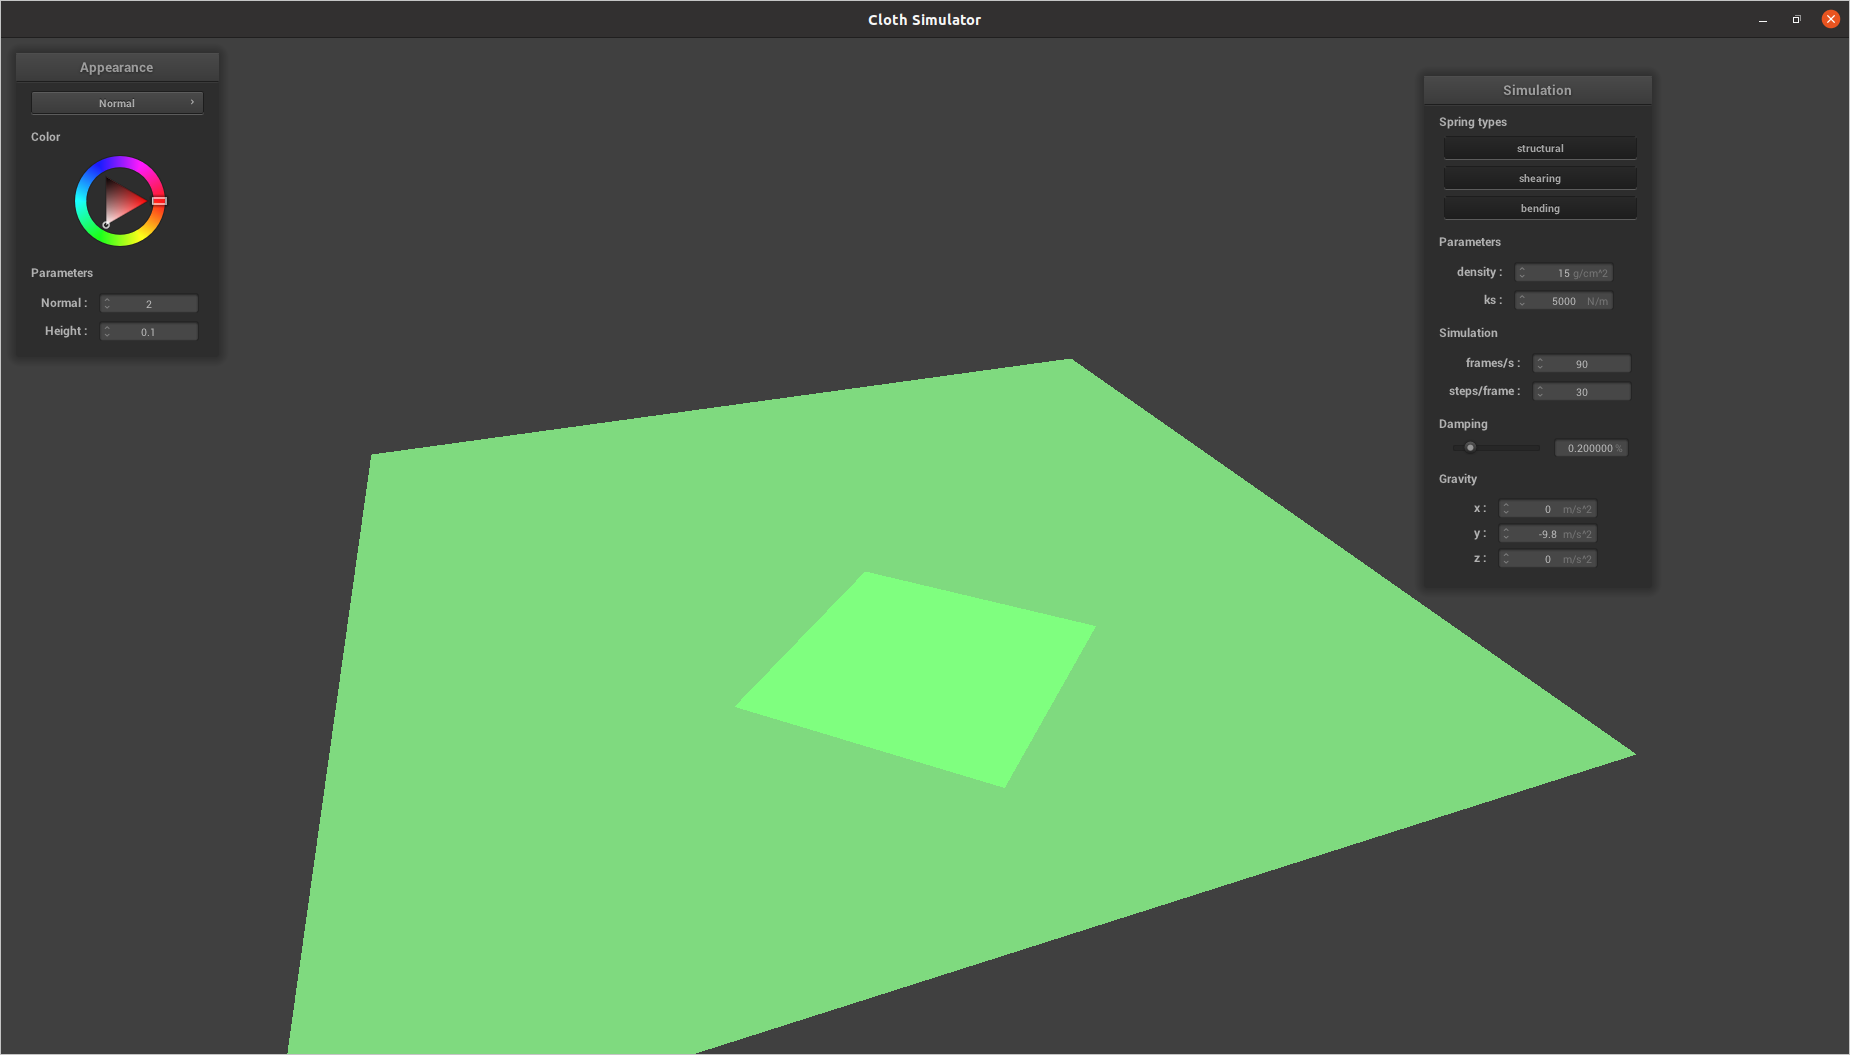 Cloth Simulator
Appearance
Normal
Color
Parameters
Normal : 2
Height : 0.1
Simulation
Spring types
structural
shearing
bending
Parameters
density : 15 g/cm^2
ks : 5000 N/m
Simulation
frames/s : 90
steps/frame : 30
Damping
0.200000 %
Gravity
x : 0 m/s^2
y : -9.8 m/s^2
z : 0 m/s^2